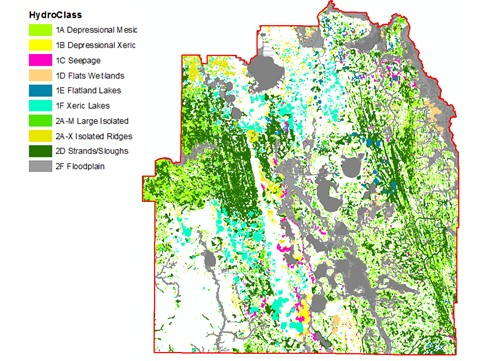 HydroClass
1A Depressional Mesic
1B Depressional Xeric
1C Seepage
1D Flats Wetlands
1E Flatland Lakes
1F Xeric Lakes
2A-M Large Isolated
2A-X Isolated Ridges
2D Strands/Sloughs
2F Floodplain